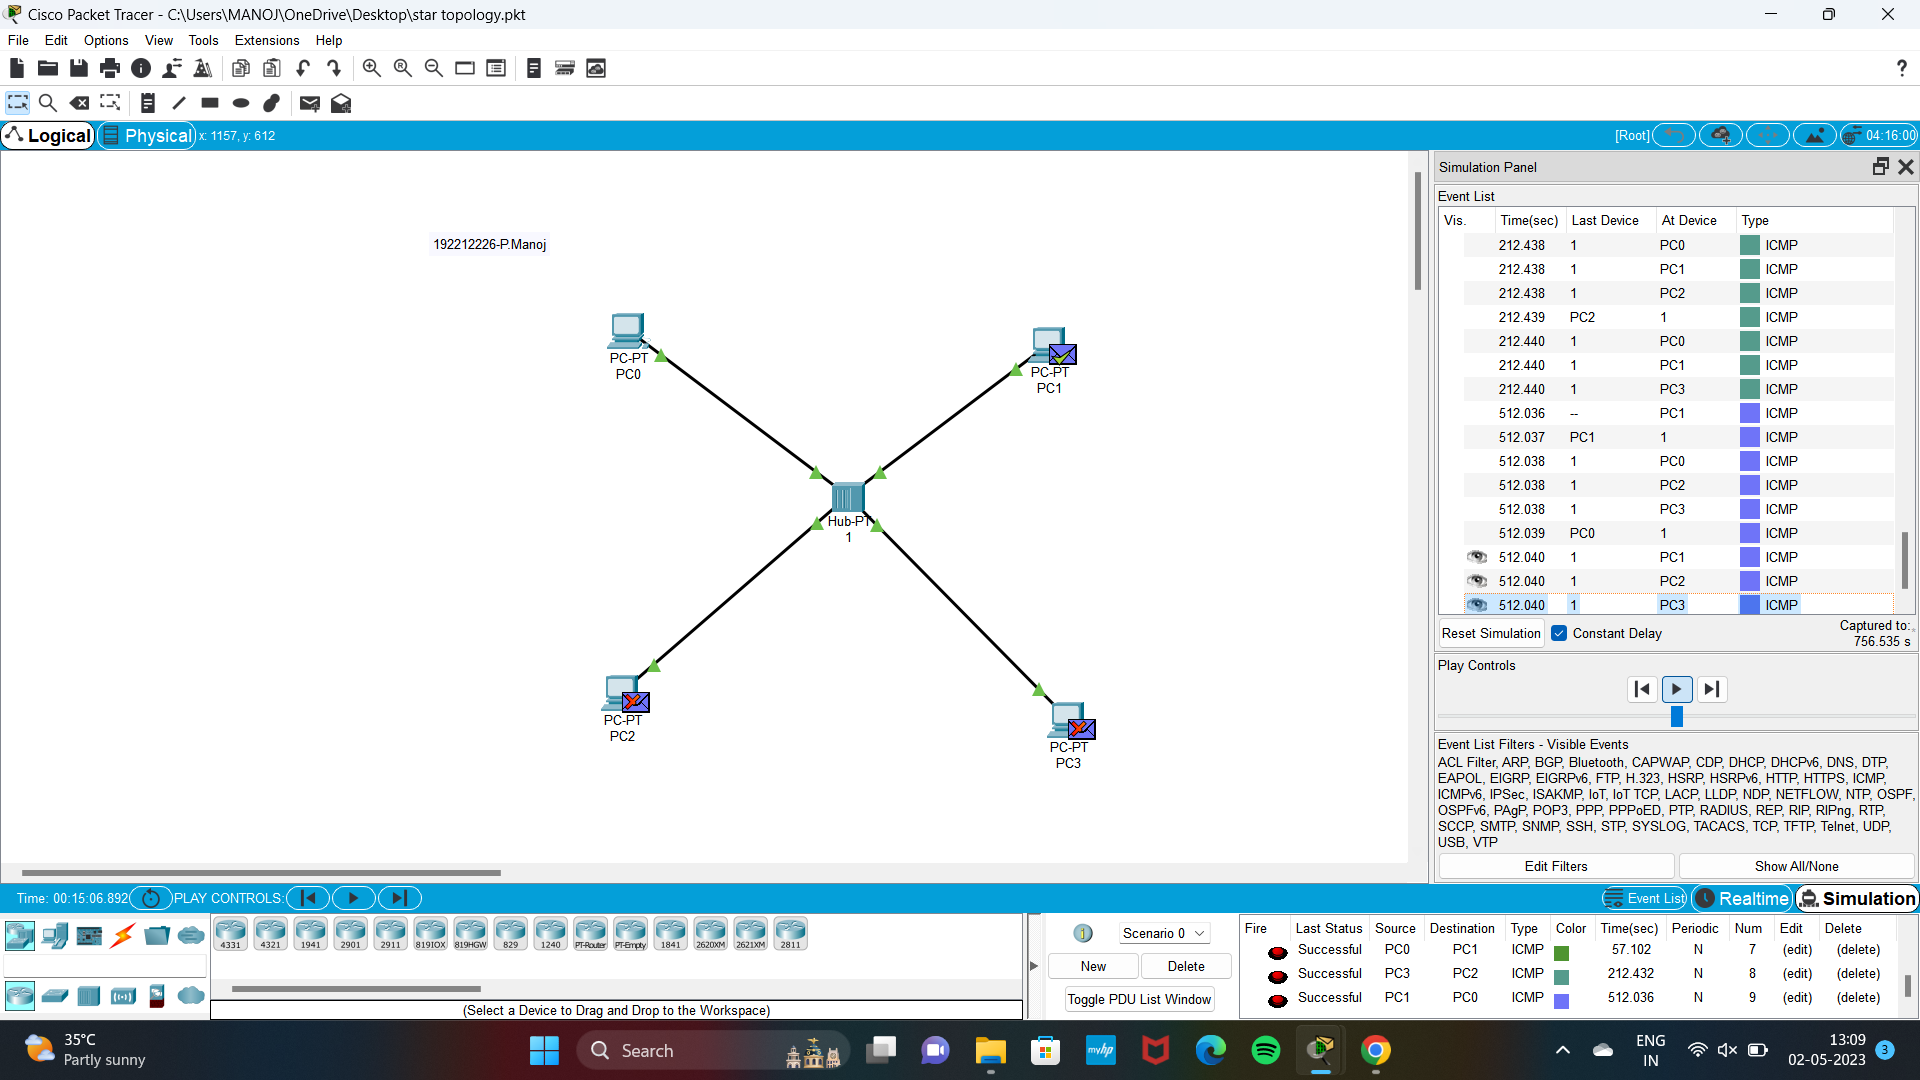 Cisco Packet Tracer - C:\Users\MANOJ\OneDrive\Desktop\star topology.pkt
File Edit Options View Tools Extensions Help
?
Logical Physical x: 1157, y: 612 [Root] 04:16:00
Simulation Panel
Event List
Vis. Time(sec) Last Device At Device Type
212.438 1 PC0 ICMP
212.438 1 PC1 ICMP
212.438 1 PC2 ICMP
212.439 PC2 1 ICMP
212.440 1 PC0 ICMP
212.440 1 PC1 ICMP
212.440 1 PC3 ICMP
512.036 -- PC1 ICMP
512.037 PC1 1 ICMP
512.038 1 PC0 ICMP
512.038 1 PC2 ICMP
512.038 1 PC3 ICMP
512.039 PC0 1 ICMP
512.040 1 PC1 ICMP
512.040 1 PC2 ICMP
512.040 1 PC3 ICMP
Reset Simulation Constant Delay Captured to:
756.535 s
Play Controls
Event List Filters - Visible Events
ACL Filter, ARP, BGP, Bluetooth, CAPWAP, CDP, DHCP, DHCPv6, DNS, DTP,
EAPOL, EIGRP, EIGRPv6, FTP, H.323, HSRP, HSRPv6, HTTP, HTTPS, ICMP,
ICMPv6, IPSec, ISAKMP, IoT, IoT TCP, LACP, LLDP, NDP, NETFLOW, NTP, OSPF,
OSPFv6, PAgP, POP3, PPP, PPPoED, PTP, RADIUS, REP, RIP, RIPng, RTP,
SCCP, SMTP, SNMP, SSH, STP, SYSLOG, TACACS, TCP, TFTP, Telnet, UDP,
USB, VTP
Edit Filters Show All/None
192212226-P.Manoj
PC-PT
PC0
PC-PT
PC1
Hub-PT
1
PC-PT
PC2
PC-PT
PC3
Time: 00:15:06.892 PLAY CONTROLS: Event List Realtime Simulation
4331 4321 1941 2901 2911 819IOX 819HGW 829 1240 PT-Router PT-Empty 1841 2620XM 2621XM 2811
(Select a Device to Drag and Drop to the Workspace)
1 Scenario 0
New Delete
Toggle PDU List Window
Fire Last Status Source Destination Type Color Time(sec) Periodic Num Edit Delete
Successful PC0 PC1 ICMP 57.102 N 7 (edit) (delete)
Successful PC3 PC2 ICMP 212.432 N 8 (edit) (delete)
Successful PC1 PC0 ICMP 512.036 N 9 (edit) (delete)
35°C
Partly sunny
Search
myhp
ENG
IN
13:09
02-05-2023
3